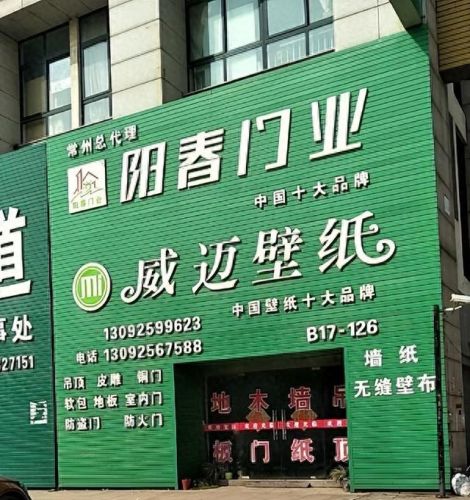 常州总代理
阳春门业
阳春门业
中国十大品牌
mi
威迈壁纸
中国壁纸十大品牌
13092599623
电话 13092567588
B17-126
吊顶 皮雕 铜门
软包 地板 室内门
防盗门 防火门
墙纸
无缝壁布
地木墙吊
板门纸顶
道
事处
27151